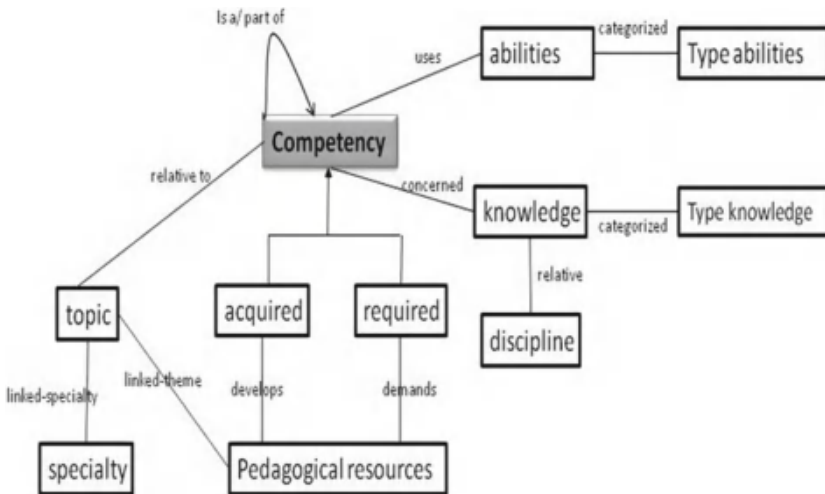 Is a/ part of
categorized
abilities
Type abilities
uses
Competency
relative to
concerned
knowledge
Type knowledge
categorized
relative
topic
acquired
required
discipline
linked-theme
linked-specialty
develops
demands
specialty
Pedagogical resources